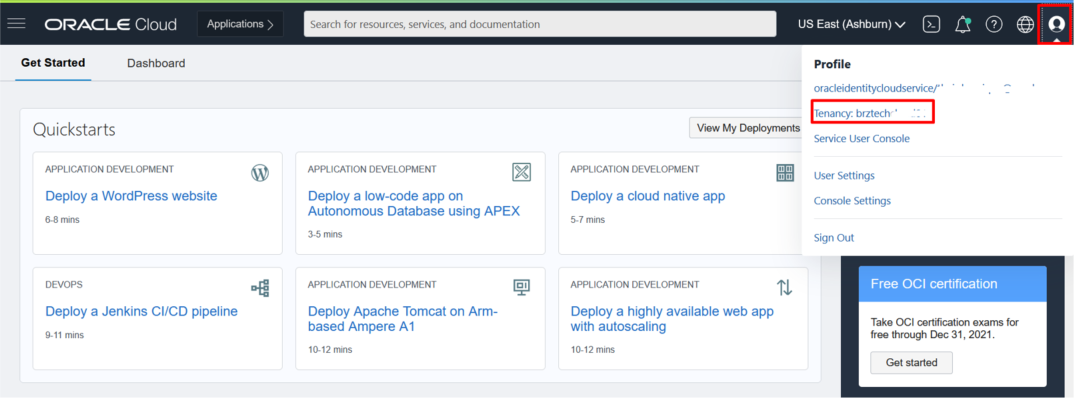 ORACLE Cloud
Applications >
Search for resources, services, and documentation
US East (Ashburn)
Get Started
Dashboard
Profile
oracleidentitycloudservice/
Tenancy:
Service User Console
User Settings
Console Settings
Sign Out
Quickstarts
View My Deployments
APPLICATION DEVELOPMENT
Deploy a WordPress website
6-8 mins
APPLICATION DEVELOPMENT
Deploy a low-code app on
Autonomous Database using APEX
3-5 mins
APPLICATION DEVELOPMENT
Deploy a cloud native app
5-7 mins
DEVOPS
Deploy a Jenkins CI/CD pipeline
9-11 mins
APPLICATION DEVELOPMENT
Deploy Apache Tomcat on Arm-
based Ampere A1
10-12 mins
APPLICATION DEVELOPMENT
Deploy a highly available web app
with autoscaling
10-12 mins
Free OCI certification
Take OCI certification exams for
free through Dec 31, 2021.
Get started